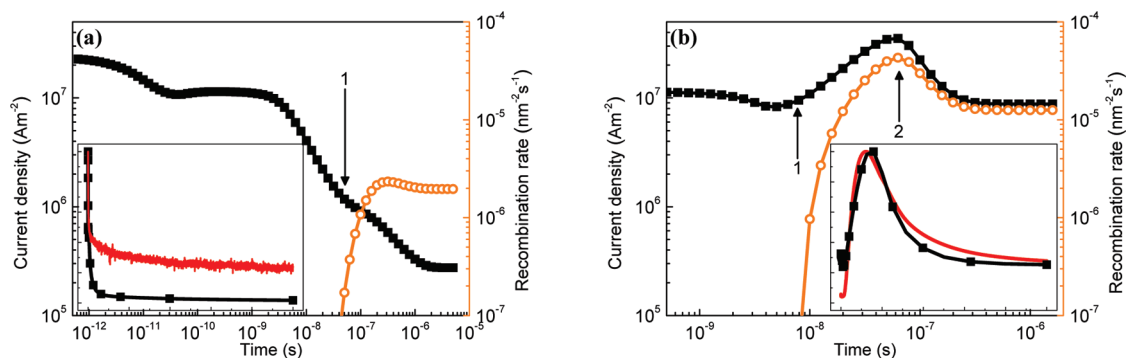 (a)
Current density (Am⁻²)
10⁷
10⁶
10⁵
1
10⁻⁴
10⁻⁵
10⁻⁶
10⁻⁷
Recombination rate (nm⁻²s⁻¹)
10⁻¹² 10⁻¹¹ 10⁻¹⁰ 10⁻⁹ 10⁻⁸ 10⁻⁷ 10⁻⁶ 10⁻⁵
Time (s)
(b)
Current density (Am⁻²)
10⁷
10⁶
10⁵
1
2
10⁻⁴
10⁻⁵
10⁻⁶
10⁻⁷
Recombination rate (nm⁻²s⁻¹)
10⁻⁹ 10⁻⁸ 10⁻⁷ 10⁻⁶
Time (s)